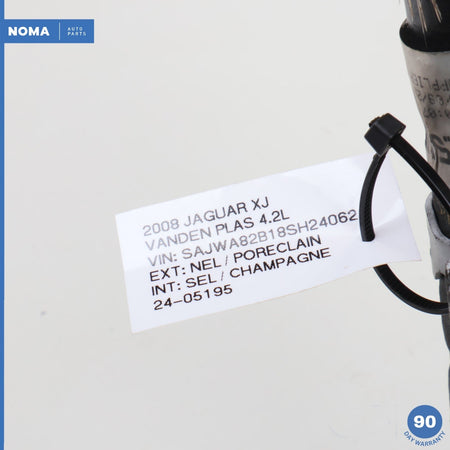 NOMA AUTO PARTS
2008 JAGUAR XJ
VANDEN PLAS 4.2L
VIN: SAJWA82B18SH24062
EXT: NEL / PORECLAIN
INT: SEL / CHAMPAGNE
24-05195
90
DAY WARRANTY